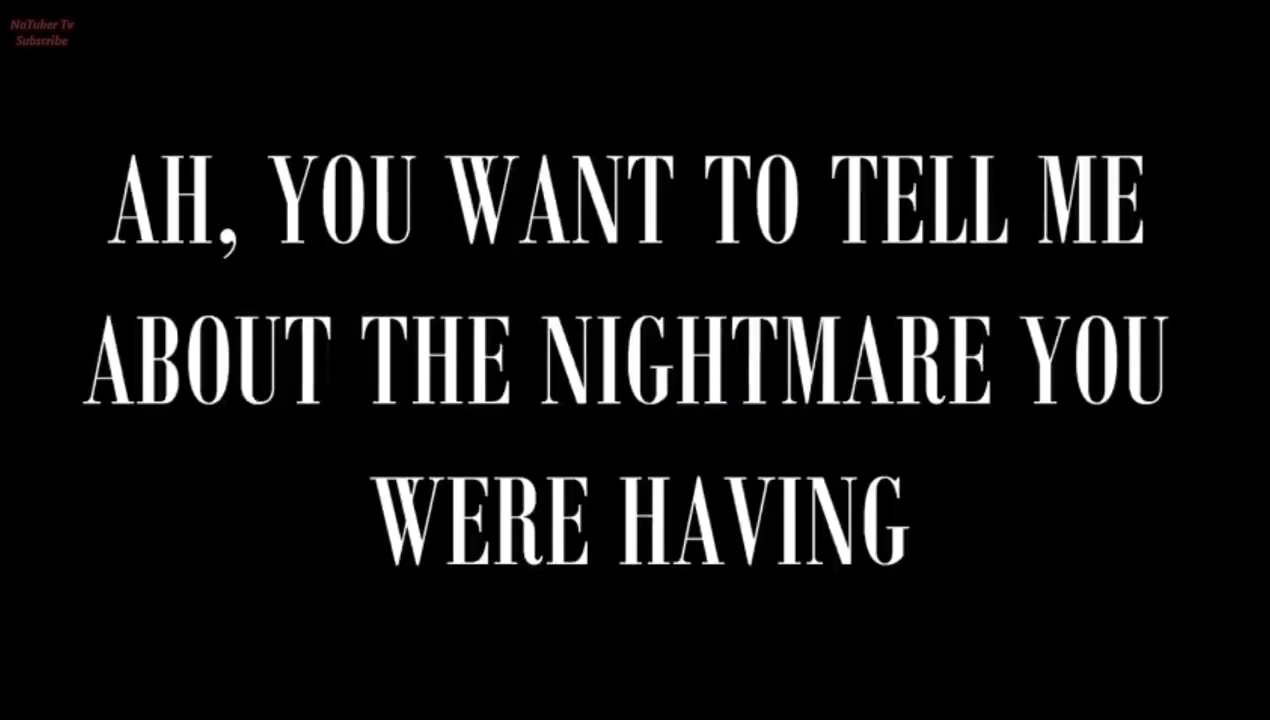 NaTuber Tv
Subscribe
AH, YOU WANT TO TELL ME
ABOUT THE NIGHTMARE YOU
WERE HAVING